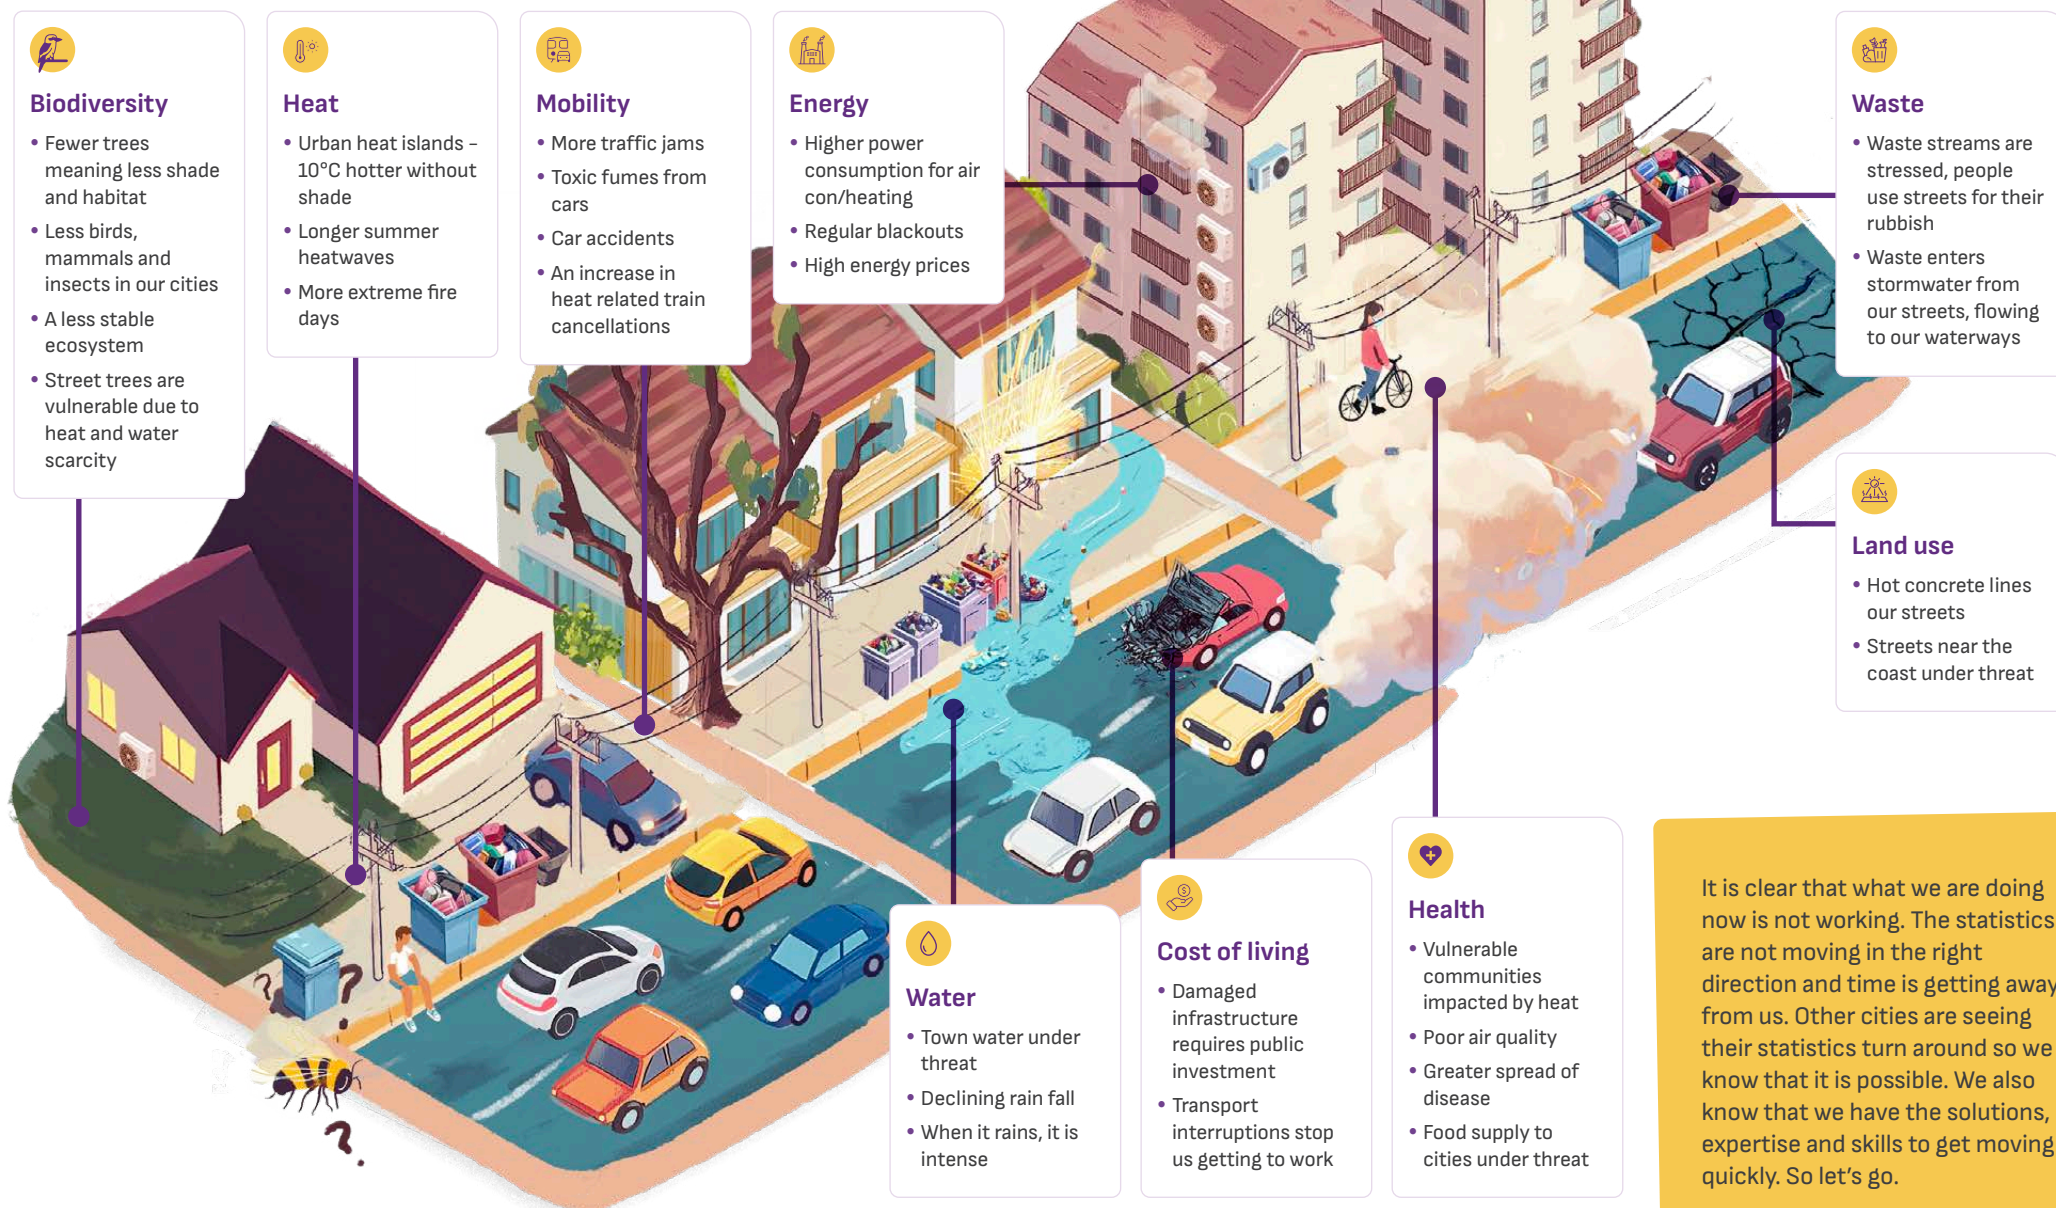 Biodiversity
• Fewer trees
meaning less shade
and habitat
• Less birds,
mammals and
insects in our cities
• A less stable
ecosystem
• Street trees are
vulnerable due to
heat and water
scarcity
Heat
• Urban heat islands -
10°C hotter without
shade
• Longer summer
heatwaves
• More extreme fire
days
Mobility
• More traffic jams
• Toxic fumes from
cars
• Car accidents
• An increase in
heat related train
cancellations
Energy
• Higher power
consumption for air
con/heating
• Regular blackouts
• High energy prices
Waste
• Waste streams are
stressed, people
use streets for their
rubbish
• Waste enters
stormwater from
our streets, flowing
to our waterways
Land use
• Hot concrete lines
our streets
• Streets near the
coast under threat
Water
• Town water under
threat
• Declining rain fall
• When it rains, it is
intense
Cost of living
• Damaged
infrastructure
requires public
investment
• Transport
interruptions stop
us getting to work
Health
• Vulnerable
communities
impacted by heat
• Poor air quality
• Greater spread of
disease
• Food supply to
cities under threat
It is clear that what we are doing
now is not working. The statistics
are not moving in the right
direction and time is getting away
from us. Other cities are seeing
their statistics turn around so we
know that it is possible. We also
know that we have the solutions,
expertise and skills to get moving
quickly. So let's go.
?
?
?